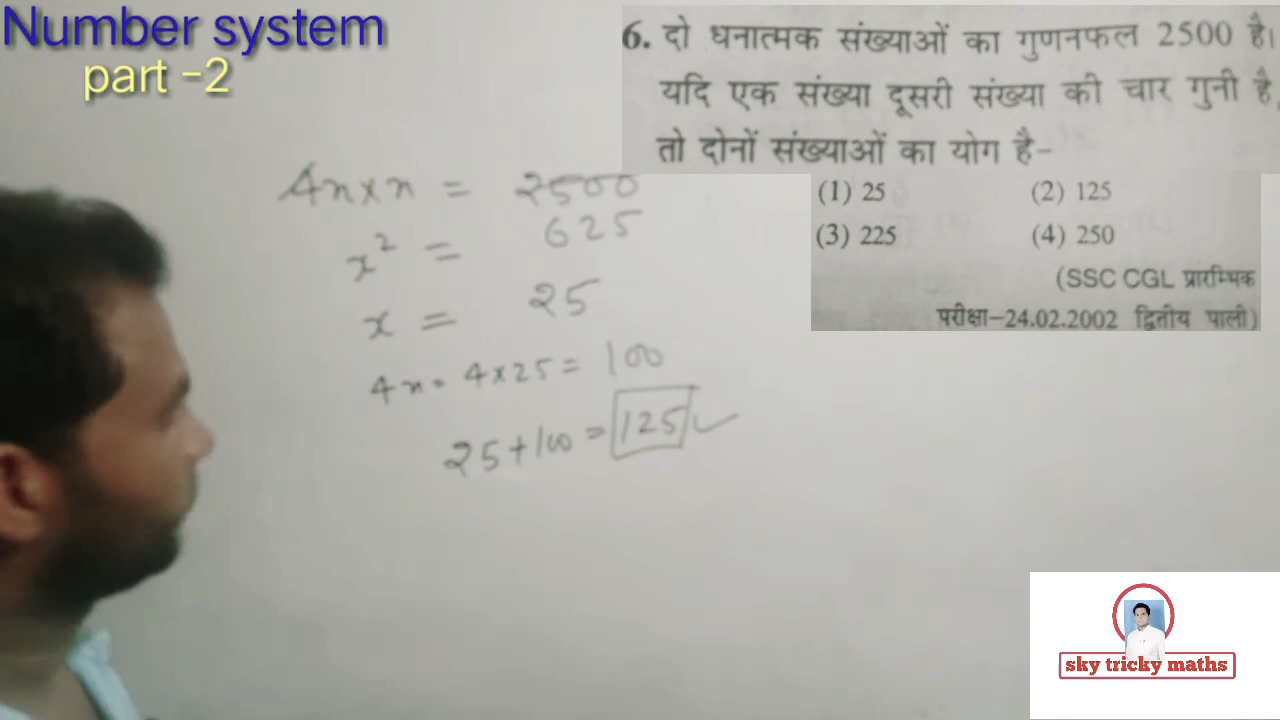 Number system
part -2
6. दो धनात्मक संख्याओं का गुणनफल 2500 है।
यदि एक संख्या दूसरी संख्या की चार गुनी है,
तो दोनों संख्याओं का योग है-
(1) 25 (2) 125
(3) 225 (4) 250
(SSC CGL प्रारम्भिक
परीक्षा-24.02.2002 द्वितीय पाली)
4x×x = 2500
x² = 625
x = 25
4x = 4×25 = 100
25+100 = 125 ✓
sky tricky maths